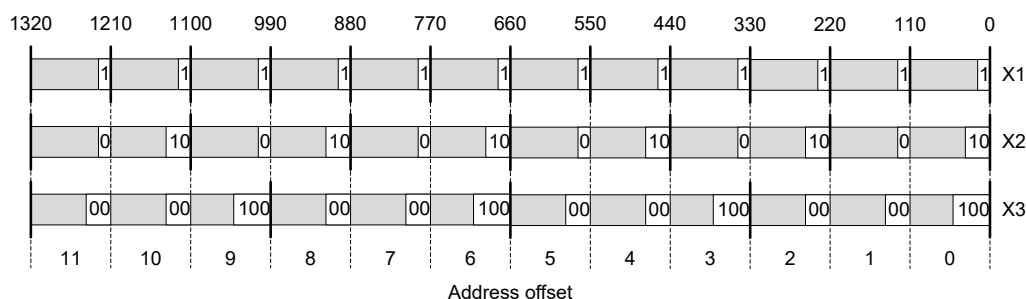 1320 1210 1100 990 880 770 660 550 440 330 220 110 0
1 1 1 1 1 1 1 1 1 1 1 1 X1
0 10 0 10 0 10 0 10 0 10 0 10 X2
00 00 100 00 00 100 00 00 100 00 00 100 X3
11 10 9 8 7 6 5 4 3 2 1 0
Address offset